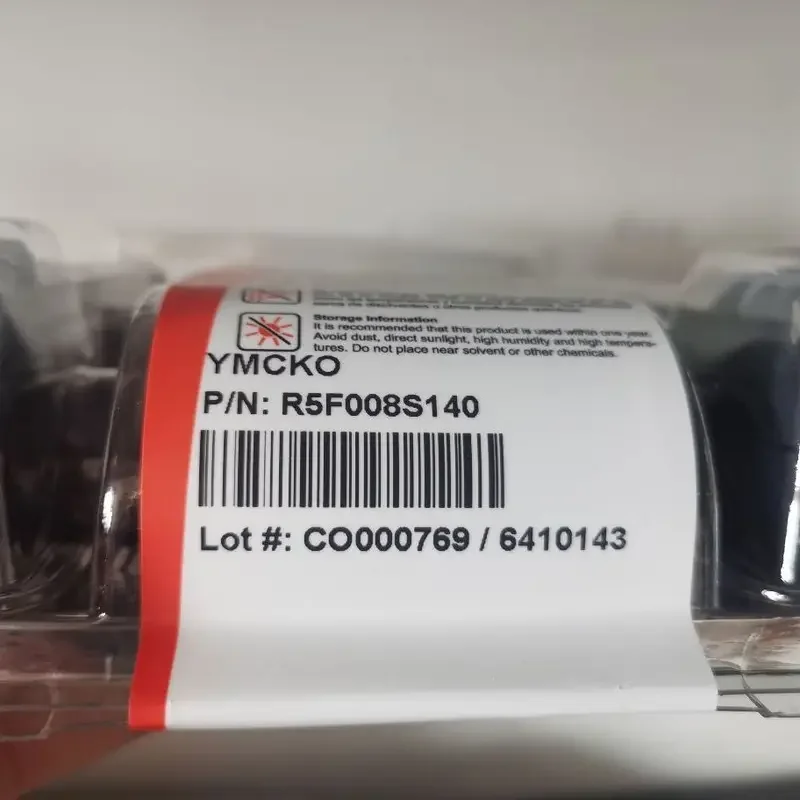 Storage Information
It is recommended that this product is used within one year.
Avoid dust, direct sunlight, high humidity and high tempera-
tures. Do not place near solvent or other chemicals.
YMCKO
P/N: R5F008S140
Lot #: CO000769 / 6410143